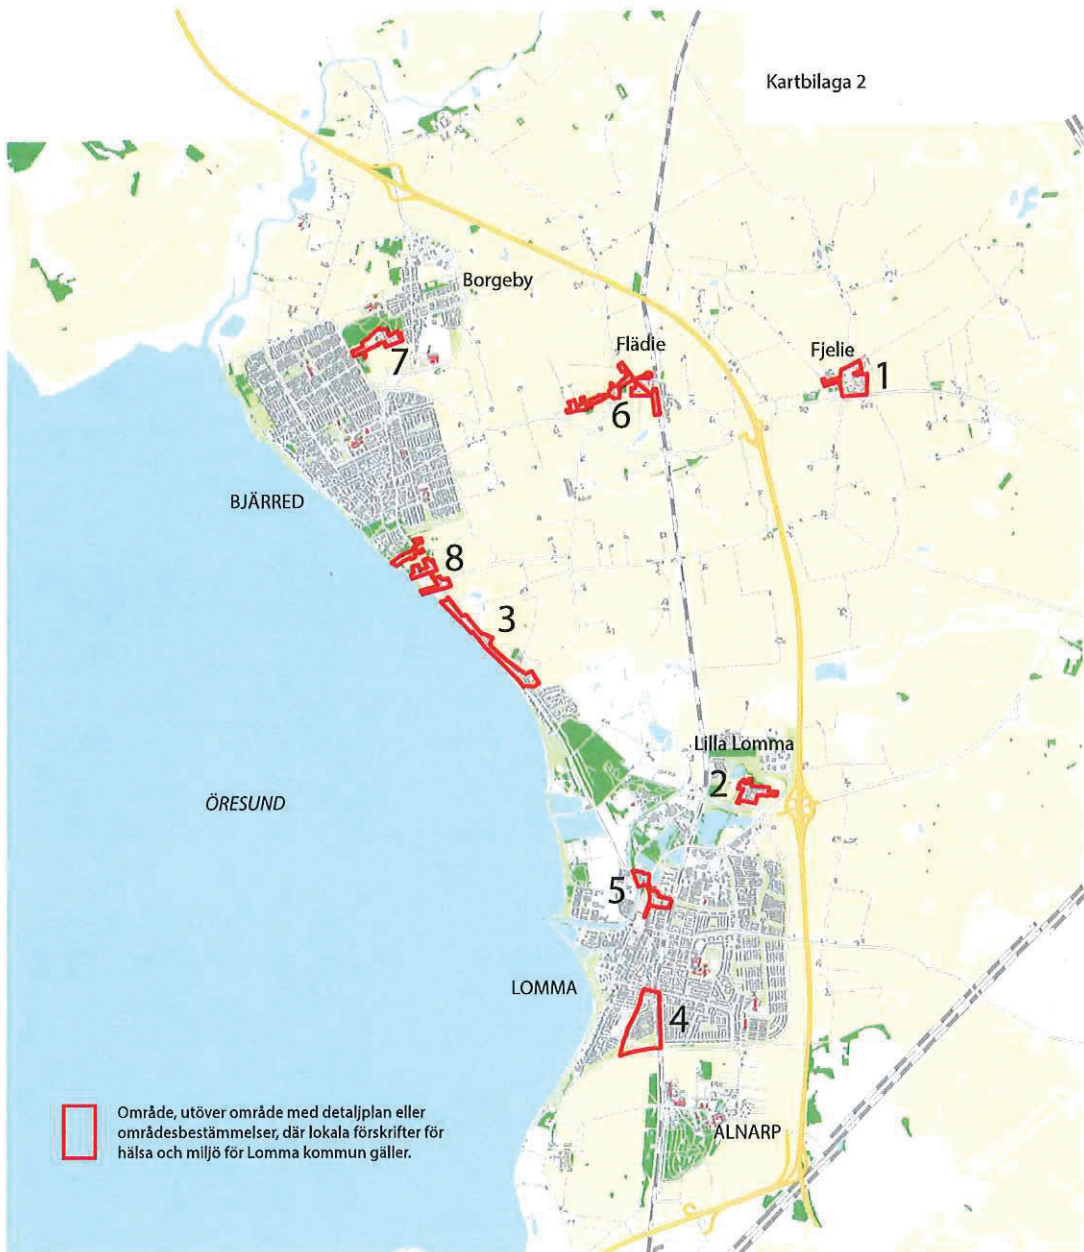 Kartbilaga 2
Borgeby
Flädie
Fjelie
7
6
1
BJÄRRED
8
3
Lilla Lomma
2
ÖRESUND
5
LOMMA
4
Område, utöver område med detaljplan eller
områdesbestämmelser, där lokala förskrifter för
hälsa och miljö för Lomma kommun gäller.
ALNARP